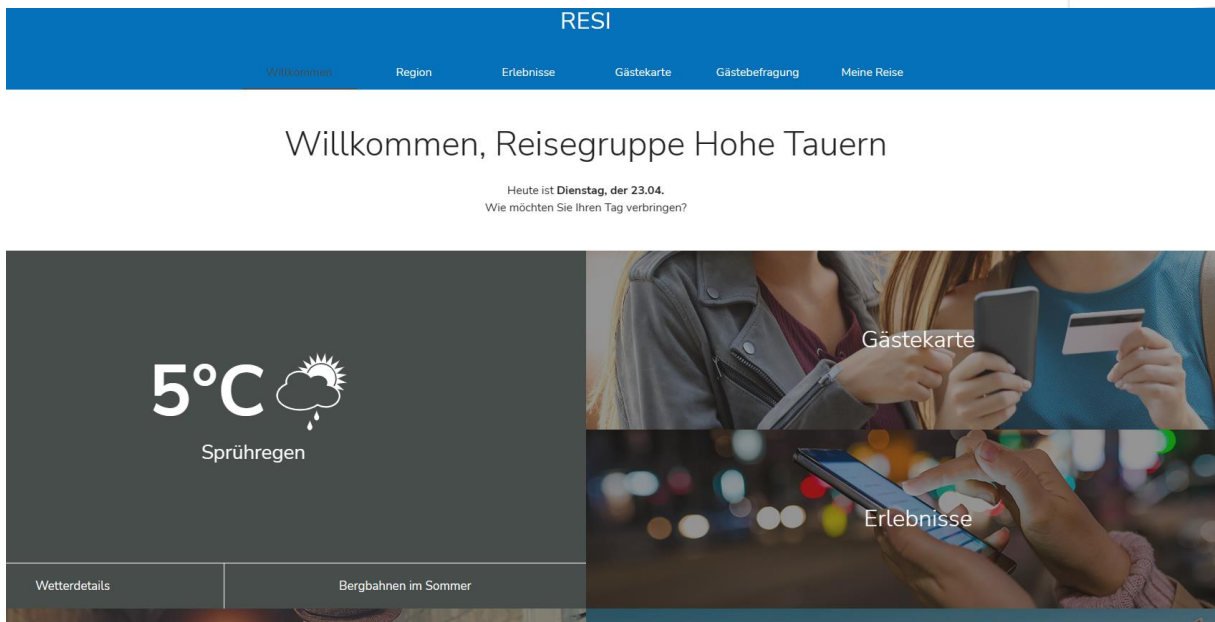 RESI
Willkommen
Region
Erlebnisse
Gästekarte
Gästebefragung
Meine Reise
Willkommen, Reisegruppe Hohe Tauern
Heute ist Dienstag, der 23.04.
Wie möchten Sie Ihren Tag verbringen?
5°C
Sprühregen
Wetterdetails
Bergbahnen im Sommer
Gästekarte
Erlebnisse